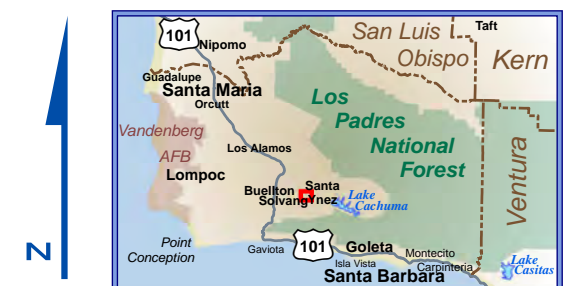 101
Nipomo
San Luis
Obispo
Taft
Kern
Guadalupe
Santa Maria
Orcutt
Los
Padres
National
Forest
Vandenberg
AFB
Los Alamos
Lompoc
Ventura
Buellton
Santa
Solvang
Ynez
Lake
Cachuma
Point
Conception
Gaviota
101
Goleta
Isla Vista
Montecito
Santa Barbara
Carpinteria
Lake
Casitas
N